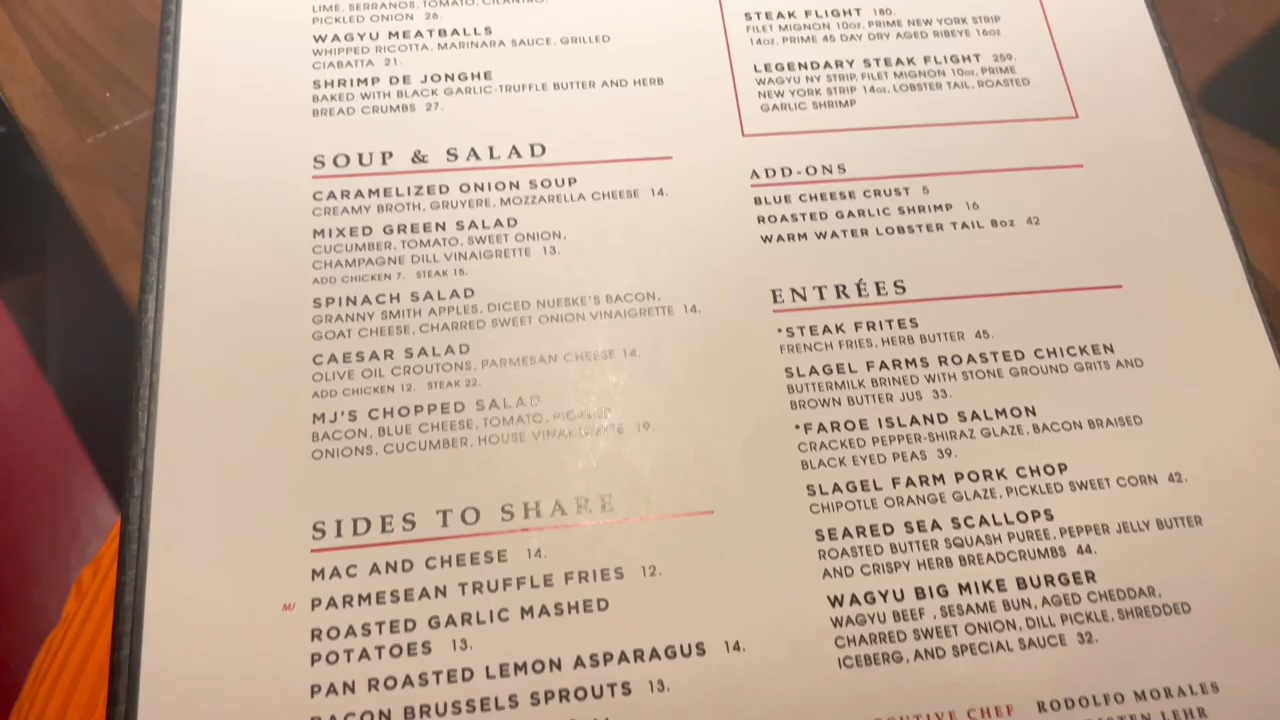 LIME, SERRANOS, TOMATO, CILANTRO,
PICKLED ONION 26.
WAGYU MEATBALLS
WHIPPED RICOTTA, MARINARA SAUCE, GRILLED
CIABATTA 21.
SHRIMP DE JONGHE
BAKED WITH BLACK GARLIC-TRUFFLE BUTTER AND HERB
BREAD CRUMBS 27.
SOUP & SALAD
CARAMELIZED ONION SOUP
CREAMY BROTH, GRUYERE, MOZZARELLA CHEESE 14.
MIXED GREEN SALAD
CUCUMBER, TOMATO, SWEET ONION,
CHAMPAGNE DILL VINAIGRETTE 13.
ADD CHICKEN 7. STEAK 15.
SPINACH SALAD
GRANNY SMITH APPLES, DICED NUESKE'S BACON,
GOAT CHEESE, CHARRED SWEET ONION VINAIGRETTE 14.
CAESAR SALAD
OLIVE OIL CROUTONS, PARMESAN CHEESE 14.
ADD CHICKEN 12. STEAK 22.
MJ'S CHOPPED SALAD
BACON, BLUE CHEESE, TOMATO, PICKLED
ONIONS, CUCUMBER, HOUSE VINAIGRETTE 19.
SIDES TO SHARE
MAC AND CHEESE 14.
MJ PARMESEAN TRUFFLE FRIES 12.
ROASTED GARLIC MASHED
POTATOES 13.
PAN ROASTED LEMON ASPARAGUS 14.
BACON BRUSSELS SPROUTS 13.
STEAK FLIGHT 180.
FILET MIGNON 10oz, PRIME NEW YORK STRIP
14oz, PRIME 45 DAY DRY AGED RIBEYE 16oz
LEGENDARY STEAK FLIGHT 259.
WAGYU NY STRIP, FILET MIGNON 10oz, PRIME
NEW YORK STRIP 14oz, LOBSTER TAIL, ROASTED
GARLIC SHRIMP
ADD-ONS
BLUE CHEESE CRUST 5
ROASTED GARLIC SHRIMP 16
WARM WATER LOBSTER TAIL 8oz 42
ENTRÉES
*STEAK FRITES
FRENCH FRIES, HERB BUTTER 45.
SLAGEL FARMS ROASTED CHICKEN
BUTTERMILK BRINED WITH STONE GROUND GRITS AND
BROWN BUTTER JUS 33.
*FAROE ISLAND SALMON
CRACKED PEPPER-SHIRAZ GLAZE, BACON BRAISED
BLACK EYED PEAS 39.
SLAGEL FARM PORK CHOP
CHIPOTLE ORANGE GLAZE, PICKLED SWEET CORN 42.
SEARED SEA SCALLOPS
ROASTED BUTTER SQUASH PUREE, PEPPER JELLY BUTTER
AND CRISPY HERB BREADCRUMBS 44.
WAGYU BIG MIKE BURGER
WAGYU BEEF , SESAME BUN, AGED CHEDDAR,
CHARRED SWEET ONION, DILL PICKLE, SHREDDED
ICEBERG, AND SPECIAL SAUCE 32.
CHEF RODOLFO MORALES
LEHR